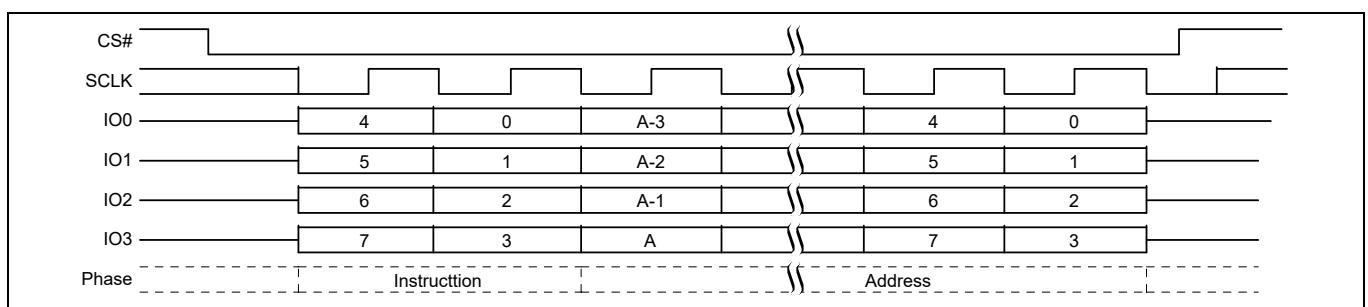 CS#
SCLK
IO0 4 0 A-3 4 0
IO1 5 1 A-2 5 1
IO2 6 2 A-1 6 2
IO3 7 3 A 7 3
Phase Instructtion Address